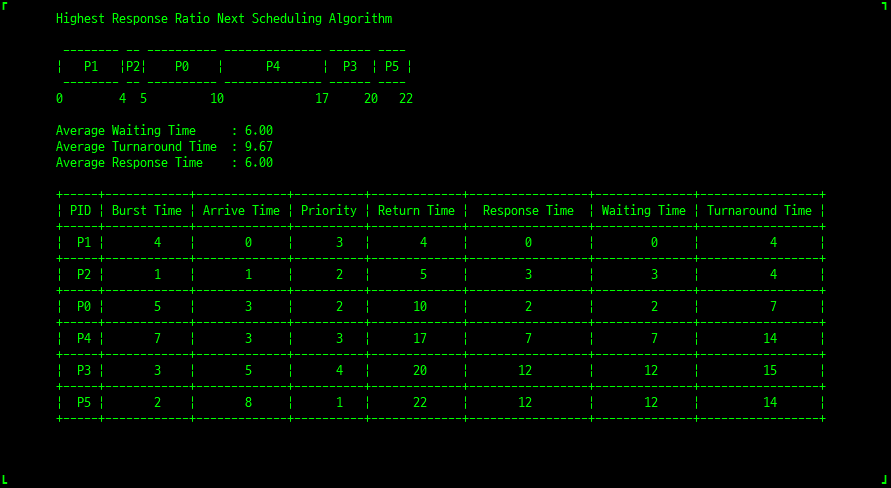 Highest Response Ratio Next Scheduling Algorithm
-------- -- ---------- -------------- ------ ----
¦   P1   ¦P2¦    P0    ¦      P4      ¦  P3  ¦ P5 ¦
-------- -- ---------- -------------- ------ ----
0        4  5         10             17     20   22
Average Waiting Time     : 6.00
Average Turnaround Time  : 9.67
Average Response Time    : 6.00
+-----+------------+-------------+----------+-------------+-----------------+--------------+-----------------+
¦ PID ¦ Burst Time ¦ Arrive Time ¦ Priority ¦ Return Time ¦  Response Time  ¦ Waiting Time ¦ Turnaround Time ¦
+-----+------------+-------------+----------+-------------+-----------------+--------------+-----------------+
¦  P1 ¦       4    ¦       0     ¦      3   ¦       4     ¦        0        ¦       0      ¦          4      ¦
+-----+------------+-------------+----------+-------------+-----------------+--------------+-----------------+
¦  P2 ¦       1    ¦       1     ¦      2   ¦       5     ¦        3        ¦       3      ¦          4      ¦
+-----+------------+-------------+----------+-------------+-----------------+--------------+-----------------+
¦  P0 ¦       5    ¦       3     ¦      2   ¦      10     ¦        2        ¦       2      ¦          7      ¦
+-----+------------+-------------+----------+-------------+-----------------+--------------+-----------------+
¦  P4 ¦       7    ¦       3     ¦      3   ¦      17     ¦        7        ¦       7      ¦         14      ¦
+-----+------------+-------------+----------+-------------+-----------------+--------------+-----------------+
¦  P3 ¦       3    ¦       5     ¦      4   ¦      20     ¦       12        ¦      12      ¦         15      ¦
+-----+------------+-------------+----------+-------------+-----------------+--------------+-----------------+
¦  P5 ¦       2    ¦       8     ¦      1   ¦      22     ¦       12        ¦      12      ¦         14      ¦
+-----+------------+-------------+----------+-------------+-----------------+--------------+-----------------+